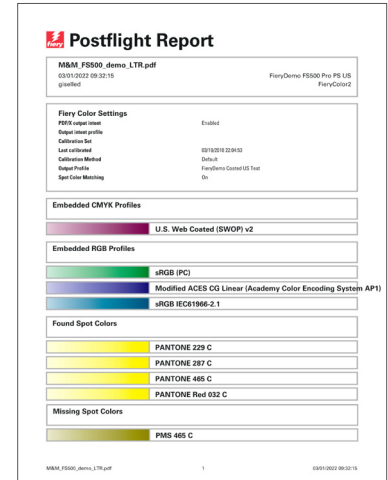 fiery Postflight Report
M&M_FS500_demo_LTR.pdf
03/01/2022 09:32:15 FieryDemo FS500 Pro PS US
giselled FieryColor2
Fiery Color Settings
PDF/X output intent Enabled
Output intent profile
Calibration Set
Last calibrated 03/19/2010 22:04:53
Calibration Method Default
Output Profile FieryDemo Coated US Text
Spot Color Matching On
Embedded CMYK Profiles
U.S. Web Coated (SWOP) v2
Embedded RGB Profiles
sRGB (PC)
Modified ACES CG Linear (Academy Color Encoding System AP1)
sRGB IEC61966-2.1
Found Spot Colors
PANTONE 229 C
PANTONE 287 C
PANTONE 465 C
PANTONE Red 032 C
Missing Spot Colors
PMS 465 C
M&M_FS500_demo_LTR.pdf 1 03/01/2022 09:32:15